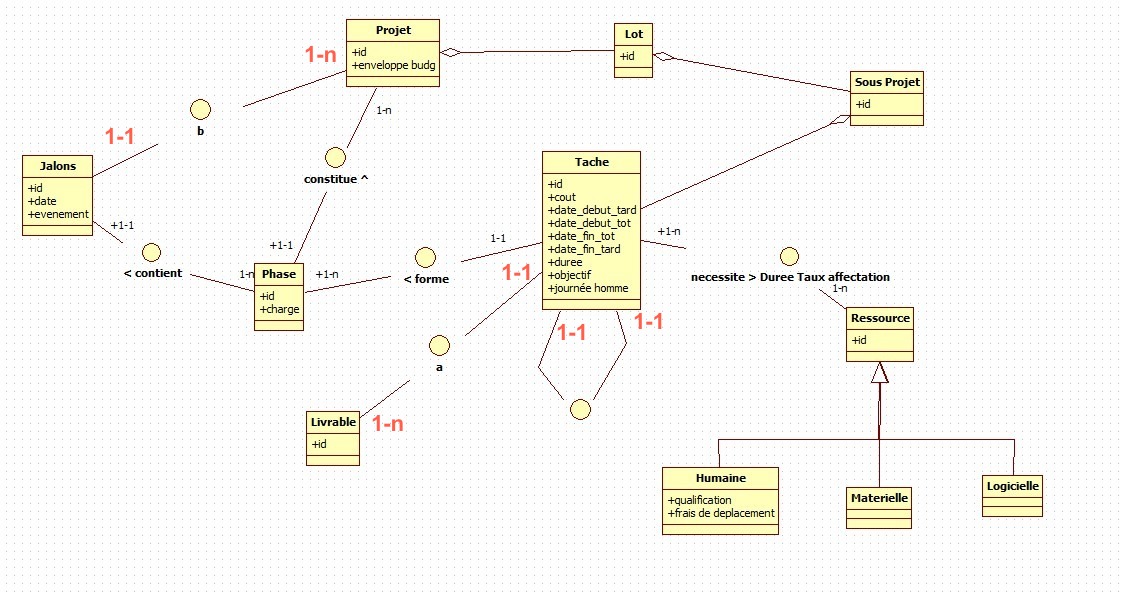 Projet
+id
+enveloppe budg
Lot
+id
Sous Projet
+id
1-n
b
1-1
1-n
constitue ^
Jalons
+id
+date
+evenement
+1-1
< contient
1-n
+1-1
Phase
+id
+charge
+1-n
< forme
1-1
Tache
+id
+cout
+date_debut_tard
+date_debut_tot
+date_fin_tot
+date_fin_tard
+duree
+objectif
+journée homme
+1-n
necessite > Duree Taux affectation
1-n
Ressource
+id
1-1
a
1-1
1-1
Livrable
+id
1-n
Humaine
+qualification
+frais de deplacement
Materielle
Logicielle